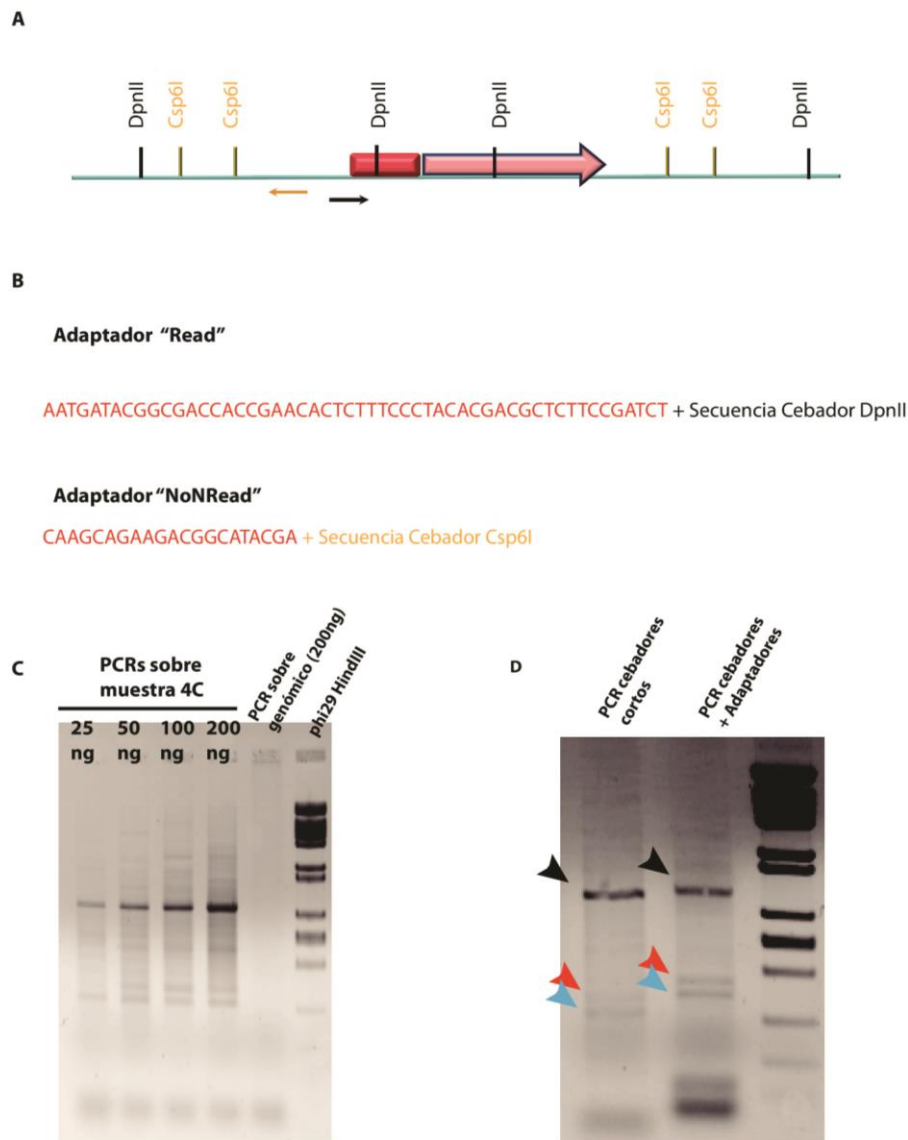 A
DpnII
Csp6I
Csp6I
DpnII
DpnII
Csp6I
Csp6I
DpnII
B
Adaptador “Read”
AATGATACGGCGACCACCGAACACTCTTTCCCTACACGACGCTCTTCCGATCT + Secuencia Cebador DpnII
Adaptador “NoNRead”
CAAGCAGAAGACGGCATACGA + Secuencia Cebador Csp6I
C
PCRs sobre
muestra 4C
25
ng
50
ng
100
ng
200
ng
PCR sobre
genómico (200ng)
phi29 HindIII
D
PCR cebadores
cortos
PCR cebadores
+ Adaptadores